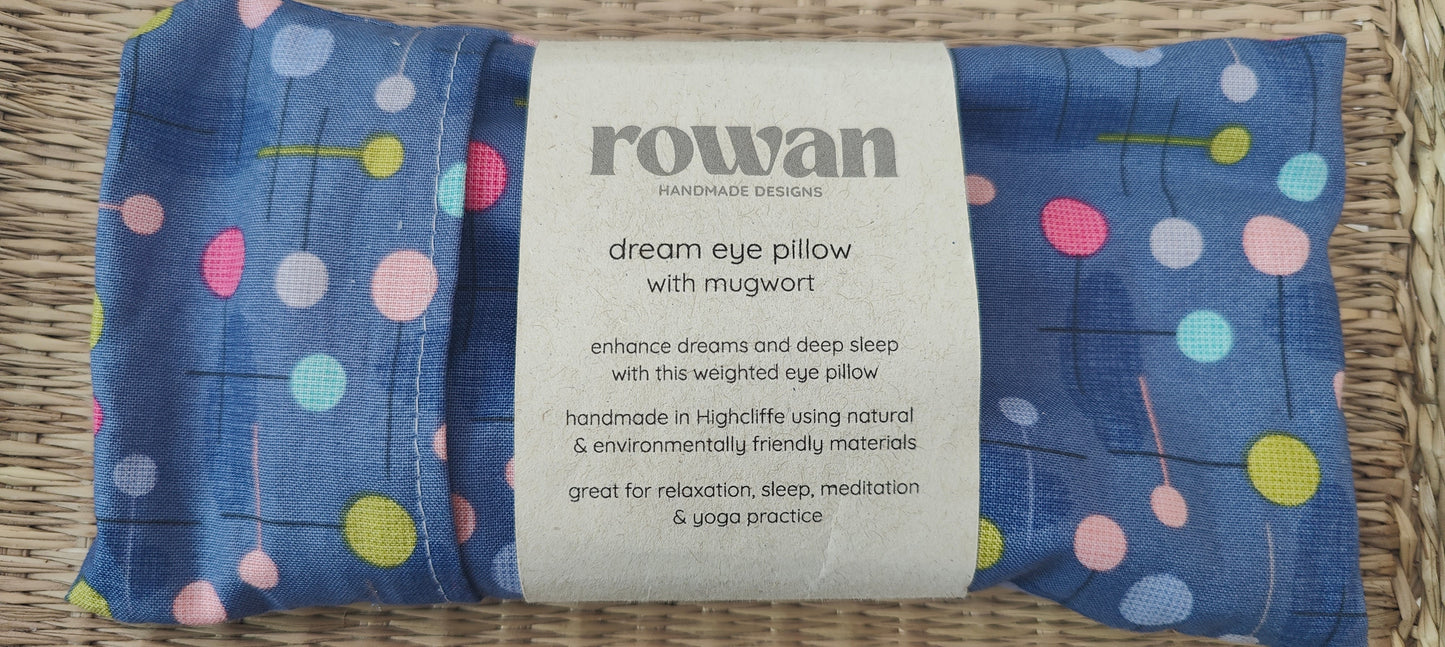 rowan
HANDMADE DESIGNS
dream eye pillow
with mugwort
enhance dreams and deep sleep
with this weighted eye pillow
handmade in Highcliffe using natural
& environmentally friendly materials
great for relaxation, sleep, meditation
& yoga practice